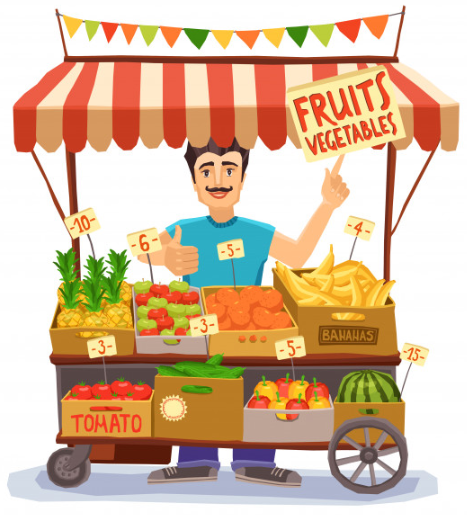 FRUITS
VEGETABLES
-10-
-6-
-5-
-4-
BANANAS
-3-
-3-
-5-
-15-
TOMATO